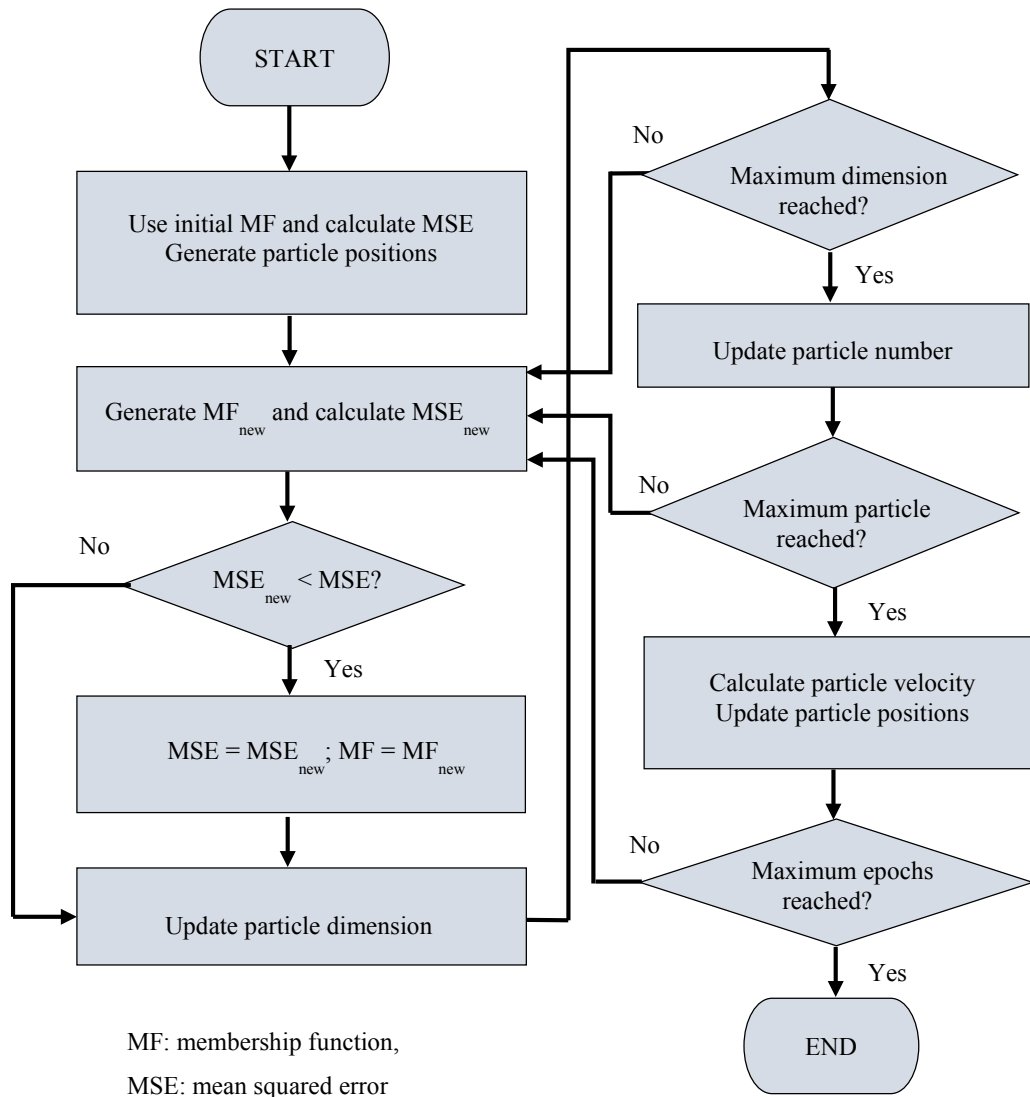 START
Use initial MF and calculate MSE
Generate particle positions
Generate MFnew and calculate MSEnew
No
MSEnew < MSE?
Yes
MSE = MSEnew; MF = MFnew
Update particle dimension
No
Maximum dimension
reached?
Yes
Update particle number
No
Maximum particle
reached?
Yes
Calculate particle velocity
Update particle positions
No
Maximum epochs
reached?
Yes
END
MF: membership function,
MSE: mean squared error